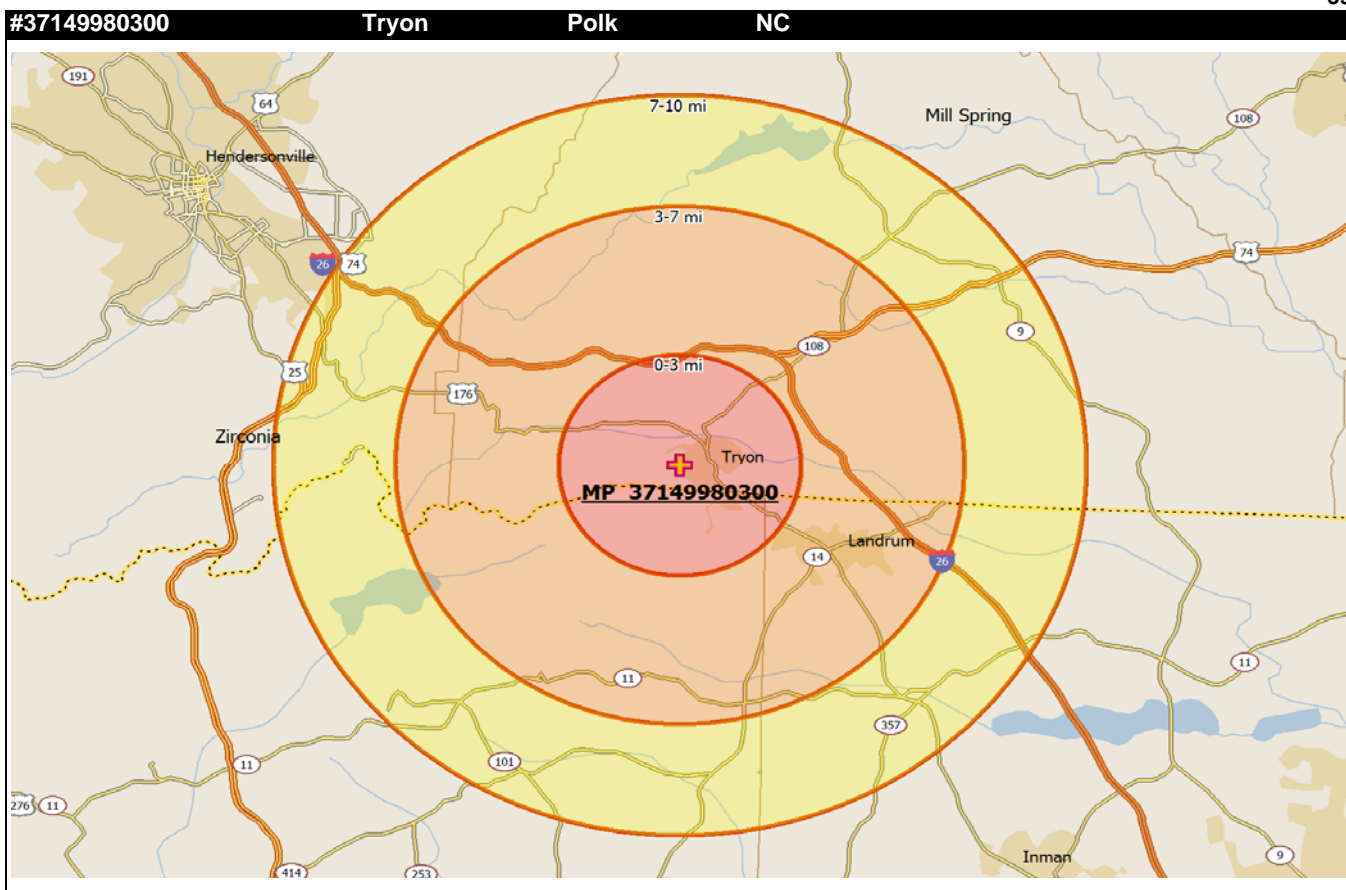 #37149980300 Tryon Polk NC
191
7-10 mi
64
Mill Spring
108
Hendersonville
3-7 mi
26 74
74
9
108
0-3 mi
25
176
Zirconia
Tryon
MP 37149980300
Landrum
14
26
11
11
357
11
101
276 11
Inman
9
414
253